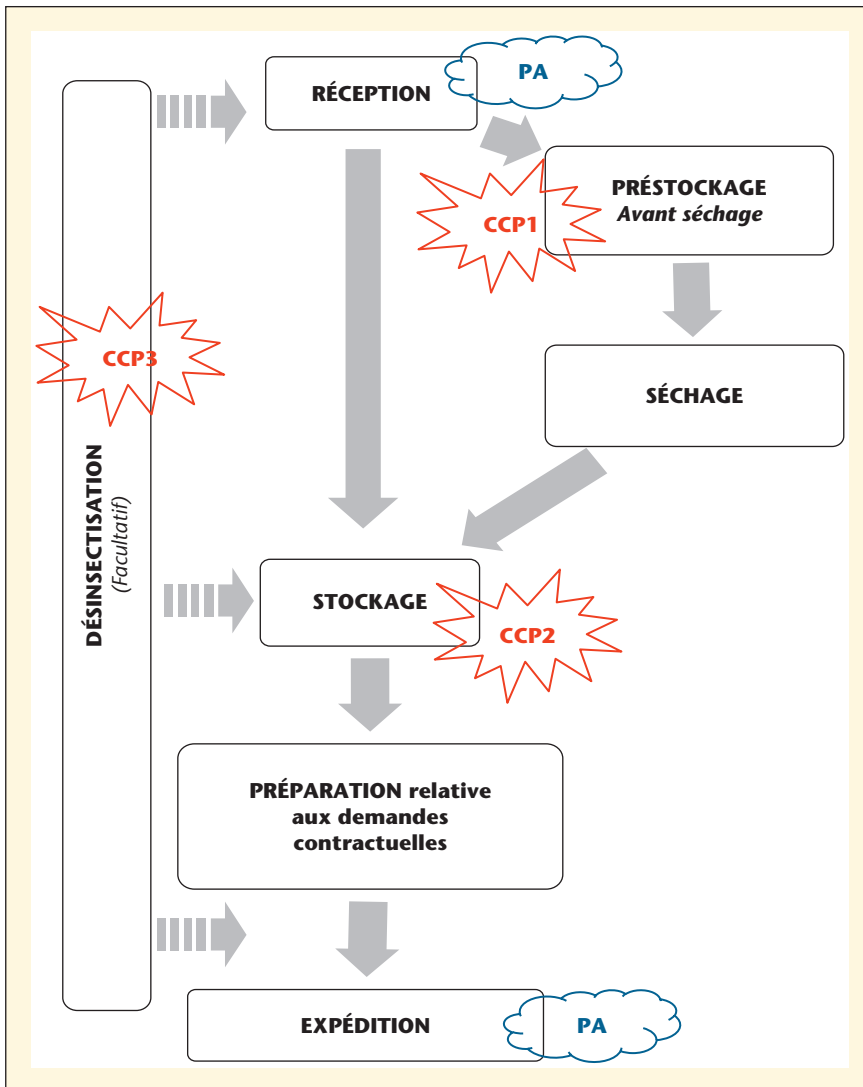 PA
RÉCEPTION
PRÉSTOCKAGE
Avant séchage
CCP1
CCP3
SÉCHAGE
DÉSINSECTISATION
(Facultatif)
STOCKAGE
CCP2
PRÉPARATION relative
aux demandes
contractuelles
EXPÉDITION
PA